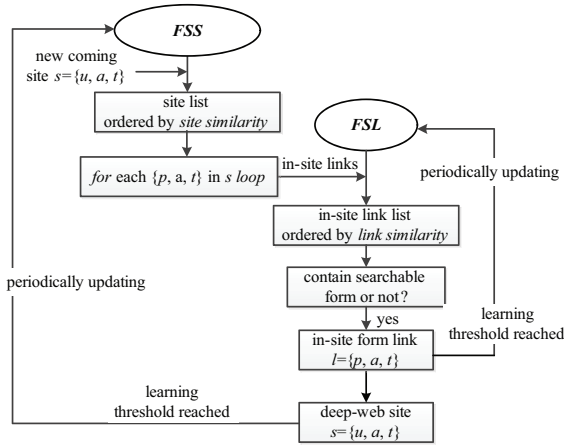 FSS
new coming
site s={u, a, t}
site list
ordered by site similarity
FSL
for each {p, a, t} in s loop
in-site links
periodically updating
in-site link list
ordered by link similarity
periodically updating
contain searchable
form or not?
yes
learning
threshold reached
in-site form link
l={p, a, t}
learning
threshold reached
deep-web site
s={u, a, t}